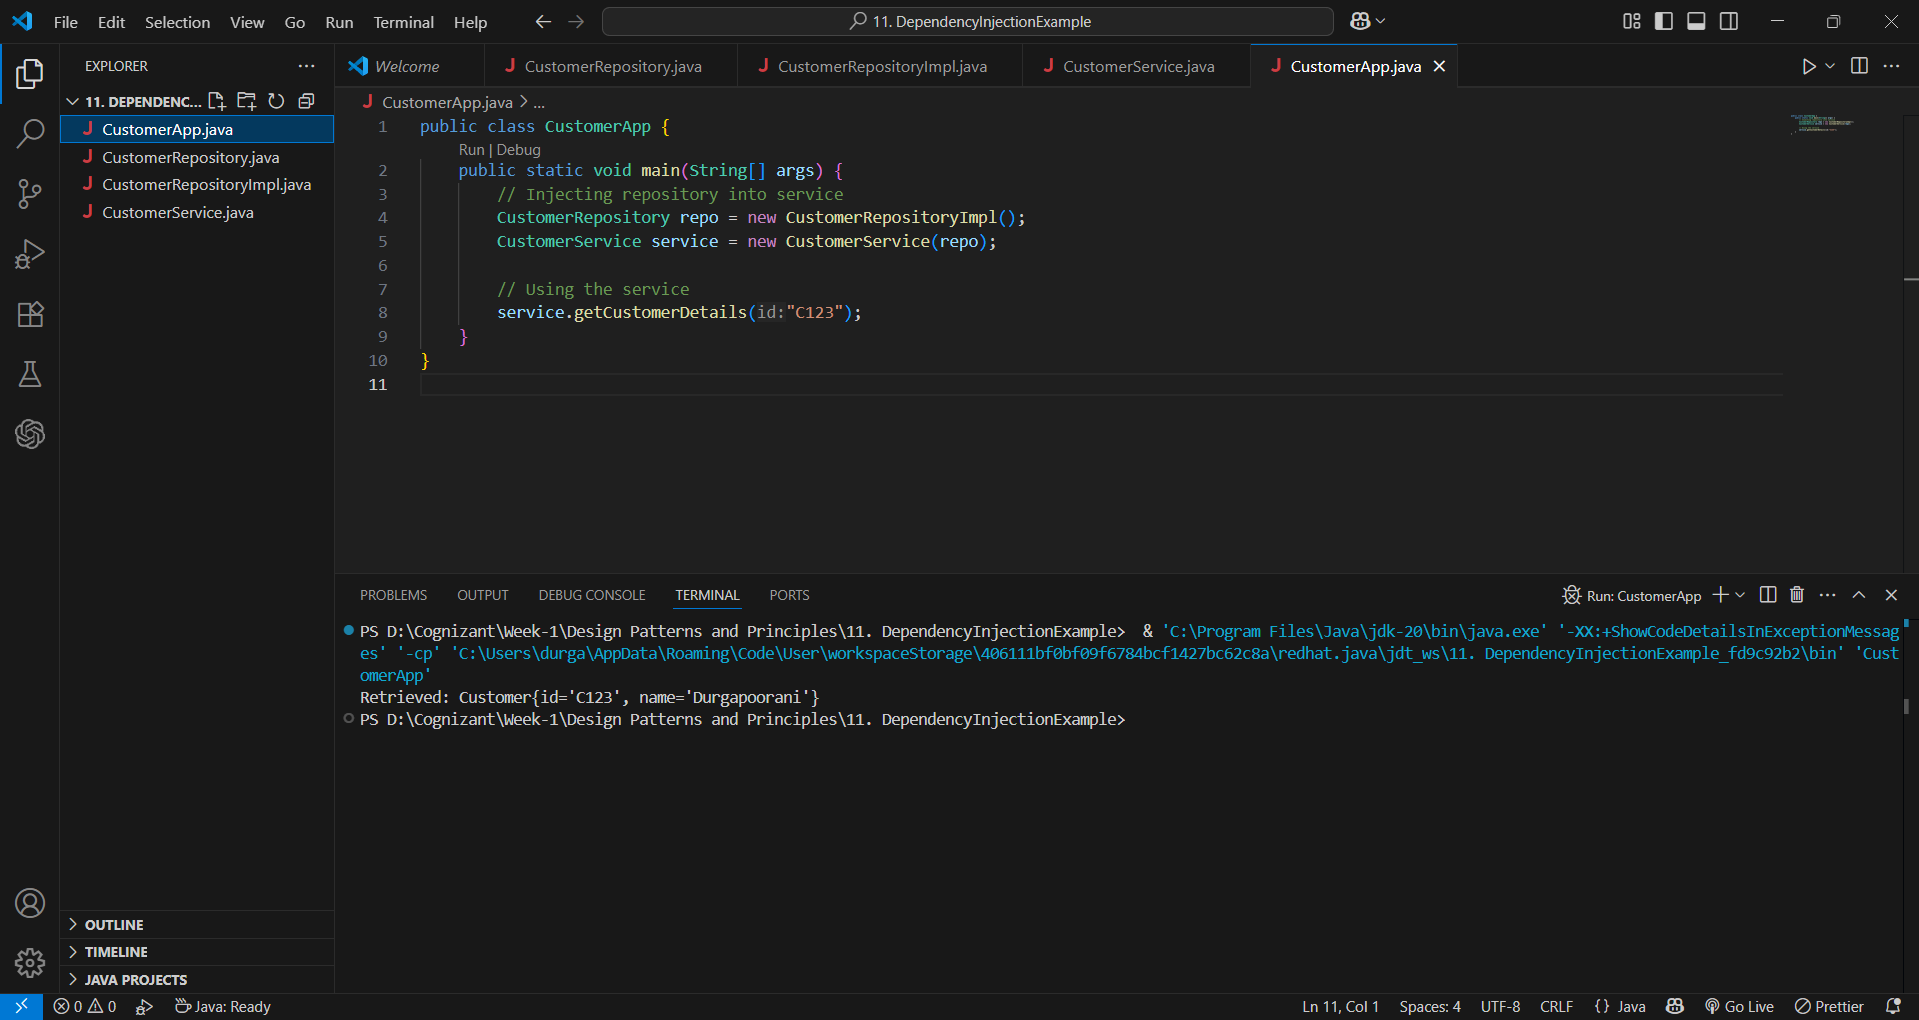 File Edit Selection View Go Run Terminal Help
11. DependencyInjectionExample
EXPLORER
11. DEPENDENC...
CustomerApp.java
CustomerRepository.java
CustomerRepositoryImpl.java
CustomerService.java
OUTLINE
TIMELINE
JAVA PROJECTS
Welcome
CustomerRepository.java
CustomerRepositoryImpl.java
CustomerService.java
CustomerApp.java
CustomerApp.java > ...
1 public class CustomerApp {
Run | Debug
2 public static void main(String[] args) {
3 // Injecting repository into service
4 CustomerRepository repo = new CustomerRepositoryImpl();
5 CustomerService service = new CustomerService(repo);
6
7 // Using the service
8 service.getCustomerDetails(id:"C123");
9 }
10 }
11
PROBLEMS OUTPUT DEBUG CONSOLE TERMINAL PORTS
Run: CustomerApp
PS D:\Cognizant\Week-1\Design Patterns and Principles\11. DependencyInjectionExample> & 'C:\Program Files\Java\jdk-20\bin\java.exe' '-XX:+ShowCodeDetailsInExceptionMessag
es' '-cp' 'C:\Users\durga\AppData\Roaming\Code\User\workspaceStorage\406111bf0bf09f6784bcf1427bc62c8a\redhat.java\jdt_ws\11. DependencyInjectionExample_fd9c92b2\bin' 'Cust
omerApp'
Retrieved: Customer{id='C123', name='Durgapoorani'}
PS D:\Cognizant\Week-1\Design Patterns and Principles\11. DependencyInjectionExample>
0 0 Java: Ready
Ln 11, Col 1 Spaces: 4 UTF-8 CRLF {} Java Go Live Prettier